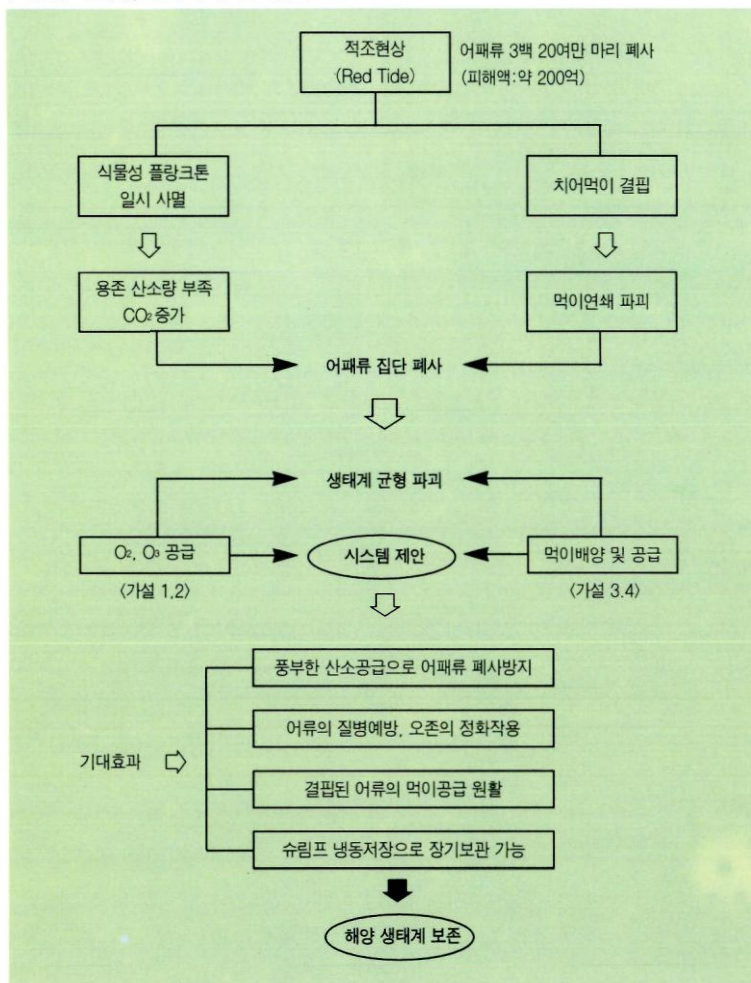 적조현상
(Red Tide)
어패류 3백 20여만 마리 폐사
(피해액:약 200억)
식물성 플랑크톤
일시 사멸
치어먹이 결핍
용존 산소량 부족
CO₂ 증가
먹이연쇄 파괴
어패류 집단 폐사
생태계 균형 파괴
O₂, O₃ 공급
시스템 제안
먹이배양 및 공급
〈가설 1,2〉
〈가설 3.4〉
풍부한 산소공급으로 어패류 폐사방지
어류의 질병예방, 오존의 정화작용
기대효과
결핍된 어류의 먹이공급 원활
슈림프 냉동저장으로 장기보관 가능
해양 생태계 보존